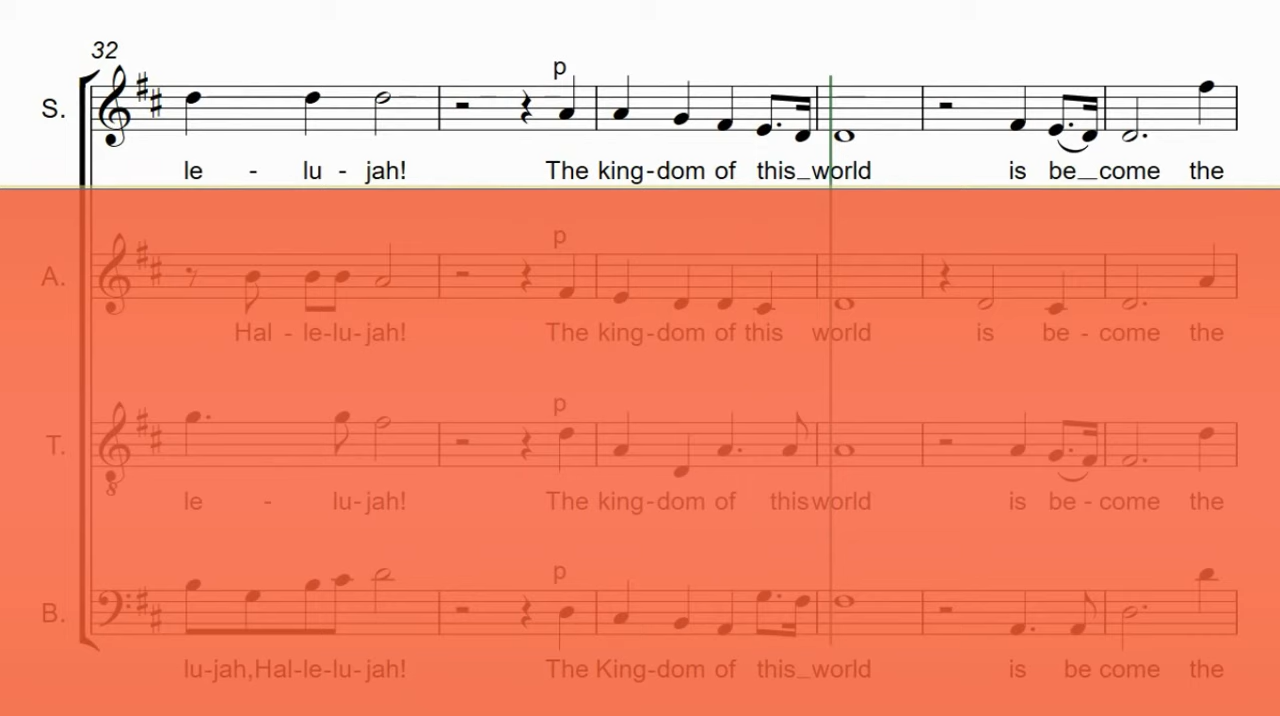 32
p
S.
le - lu - jah! The king-dom of this_world is be_come the
p
A.
Hal - le-lu-jah! The king-dom of this world is be - come the
p
T.
8
le - lu-jah! The king-dom of this world is be - come the
p
B.
lu-jah,Hal-le-lu-jah! The King-dom of this_world is be come the